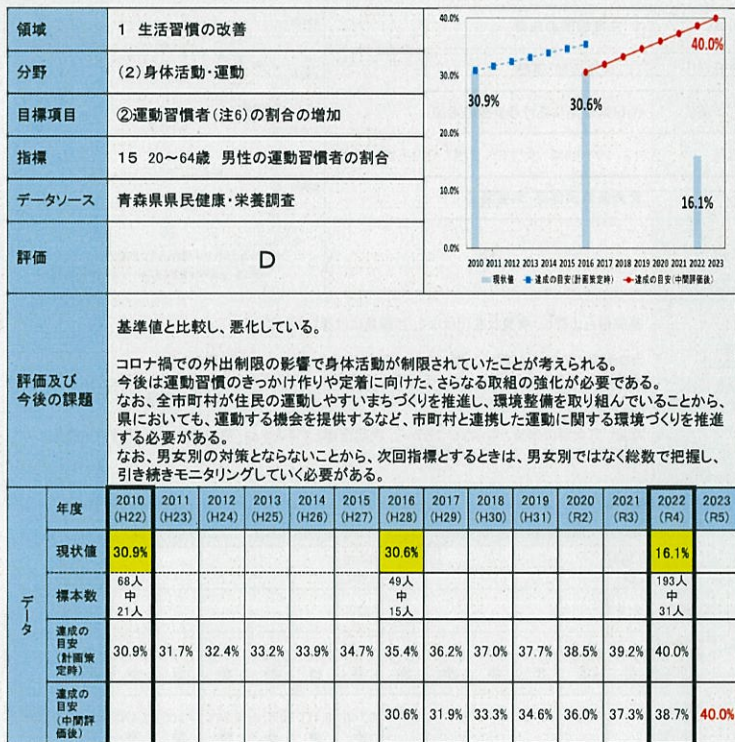 領域
1 生活習慣の改善
分野
(2)身体活動・運動
目標項目
②運動習慣者(注6)の割合の増加
指標
15 20～64歳 男性の運動習慣者の割合
データソース
青森県県民健康・栄養調査
評価
D
40.0%
30.0%
20.0%
10.0%
0.0%
30.9%
30.6%
40.0%
16.1%
2010 2011 2012 2013 2014 2015 2016 2017 2018 2019 2020 2021 2022 2023
現状値 達成の目安(計画策定時) 達成の目安(中間評価後)
評価及び
今後の課題
基準値と比較し、悪化している。
コロナ禍での外出制限の影響で身体活動が制限されていたことが考えられる。
今後は運動習慣のきっかけ作りや定着に向けた、さらなる取組の強化が必要である。
なお、全市町村が住民の運動しやすいまちづくりを推進し、環境整備を取り組んでいることから、
県においても、運動する機会を提供するなど、市町村と連携した運動に関する環境づくりを推進
する必要がある。
なお、男女別の対策とならないことから、次回指標とするときは、男女別ではなく総数で把握し、
引き続きモニタリングしていく必要がある。
データ
年度
2010 2011 2012 2013 2014 2015 2016 2017 2018 2019 2020 2021 2022 2023
(H22) (H23) (H24) (H25) (H26) (H27) (H28) (H29) (H30) (H31) (R2) (R3) (R4) (R5)
現状値 30.9% 30.6% 16.1%
標本数
68人 49人 193人
中 中 中
21人 15人 31人
達成の
目安
(計画策
定時)
30.9% 31.7% 32.4% 33.2% 33.9% 34.7% 35.4% 36.2% 37.0% 37.7% 38.5% 39.2% 40.0%
達成の
目安
(中間評
価後)
30.6% 31.9% 33.3% 34.6% 36.0% 37.3% 38.7% 40.0%